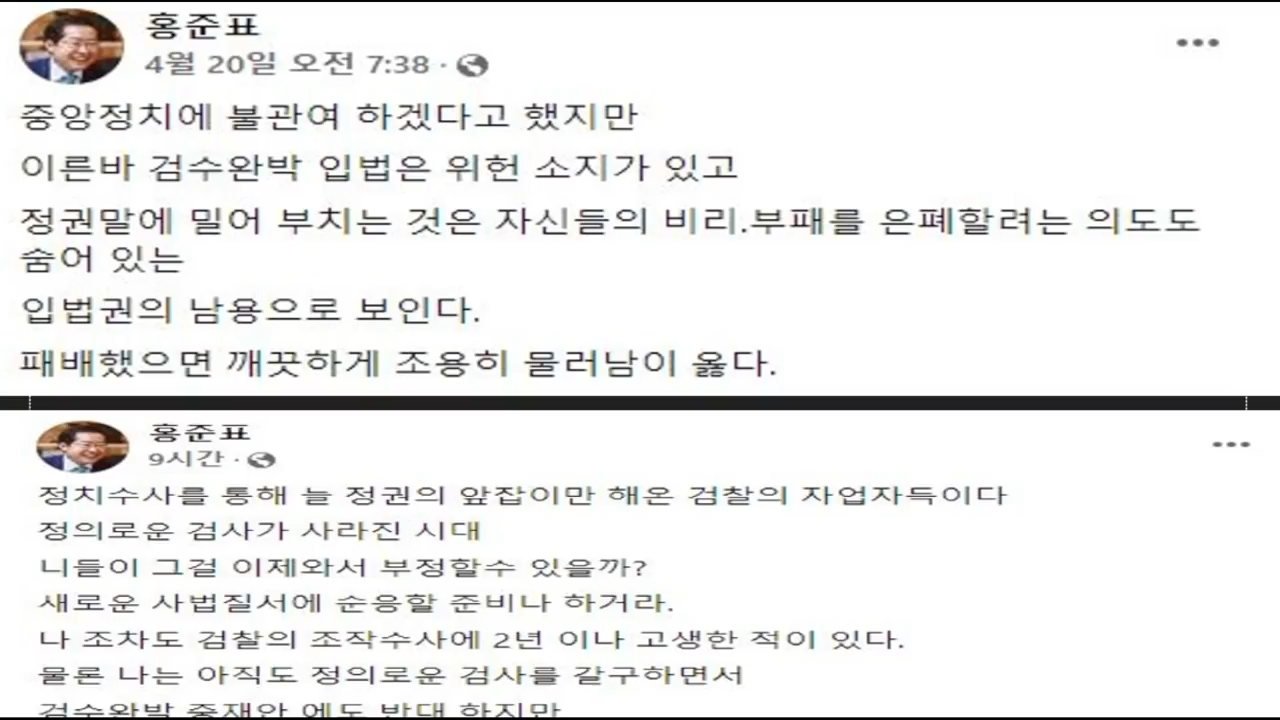 홍준표
4월 20일 오전 7:38 ·
중앙정치에 불관여 하겠다고 했지만
이른바 검수완박 입법은 위헌 소지가 있고
정권말에 밀어 부치는 것은 자신들의 비리.부패를 은폐할려는 의도도
숨어 있는
입법권의 남용으로 보인다.
패배했으면 깨끗하게 조용히 물러남이 옳다.
홍준표
9시간 ·
정치수사를 통해 늘 정권의 앞잡이만 해온 검찰의 자업자득이다
정의로운 검사가 사라진 시대
니들이 그걸 이제와서 부정할수 있을까?
새로운 사법질서에 순응할 준비나 하거라.
나 조차도 검찰의 조작수사에 2년 이나 고생한 적이 있다.
물론 나는 아직도 정의로운 검사를 갈구하면서
검수완박 중재안 에도 반대 하지만